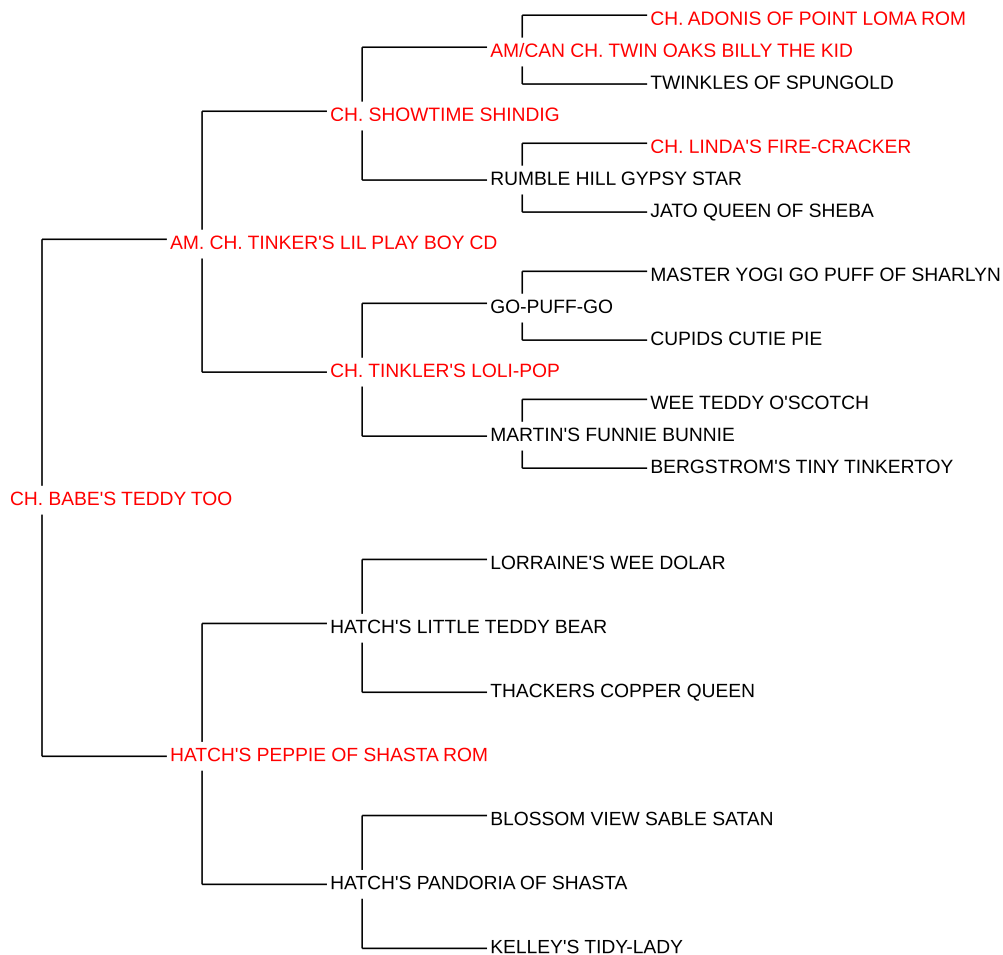 CH. ADONIS OF POINT LOMA ROM
AM/CAN CH. TWIN OAKS BILLY THE KID
TWINKLES OF SPUNGOLD
CH. SHOWTIME SHINDIG
CH. LINDA'S FIRE-CRACKER
RUMBLE HILL GYPSY STAR
JATO QUEEN OF SHEBA
AM. CH. TINKER'S LIL PLAY BOY CD
MASTER YOGI GO PUFF OF SHARLYN
GO-PUFF-GO
CUPIDS CUTIE PIE
CH. TINKLER'S LOLI-POP
WEE TEDDY O'SCOTCH
MARTIN'S FUNNIE BUNNIE
BERGSTROM'S TINY TINKERTOY
CH. BABE'S TEDDY TOO
LORRAINE'S WEE DOLAR
HATCH'S LITTLE TEDDY BEAR
THACKERS COPPER QUEEN
HATCH'S PEPPIE OF SHASTA ROM
BLOSSOM VIEW SABLE SATAN
HATCH'S PANDORIA OF SHASTA
KELLEY'S TIDY-LADY